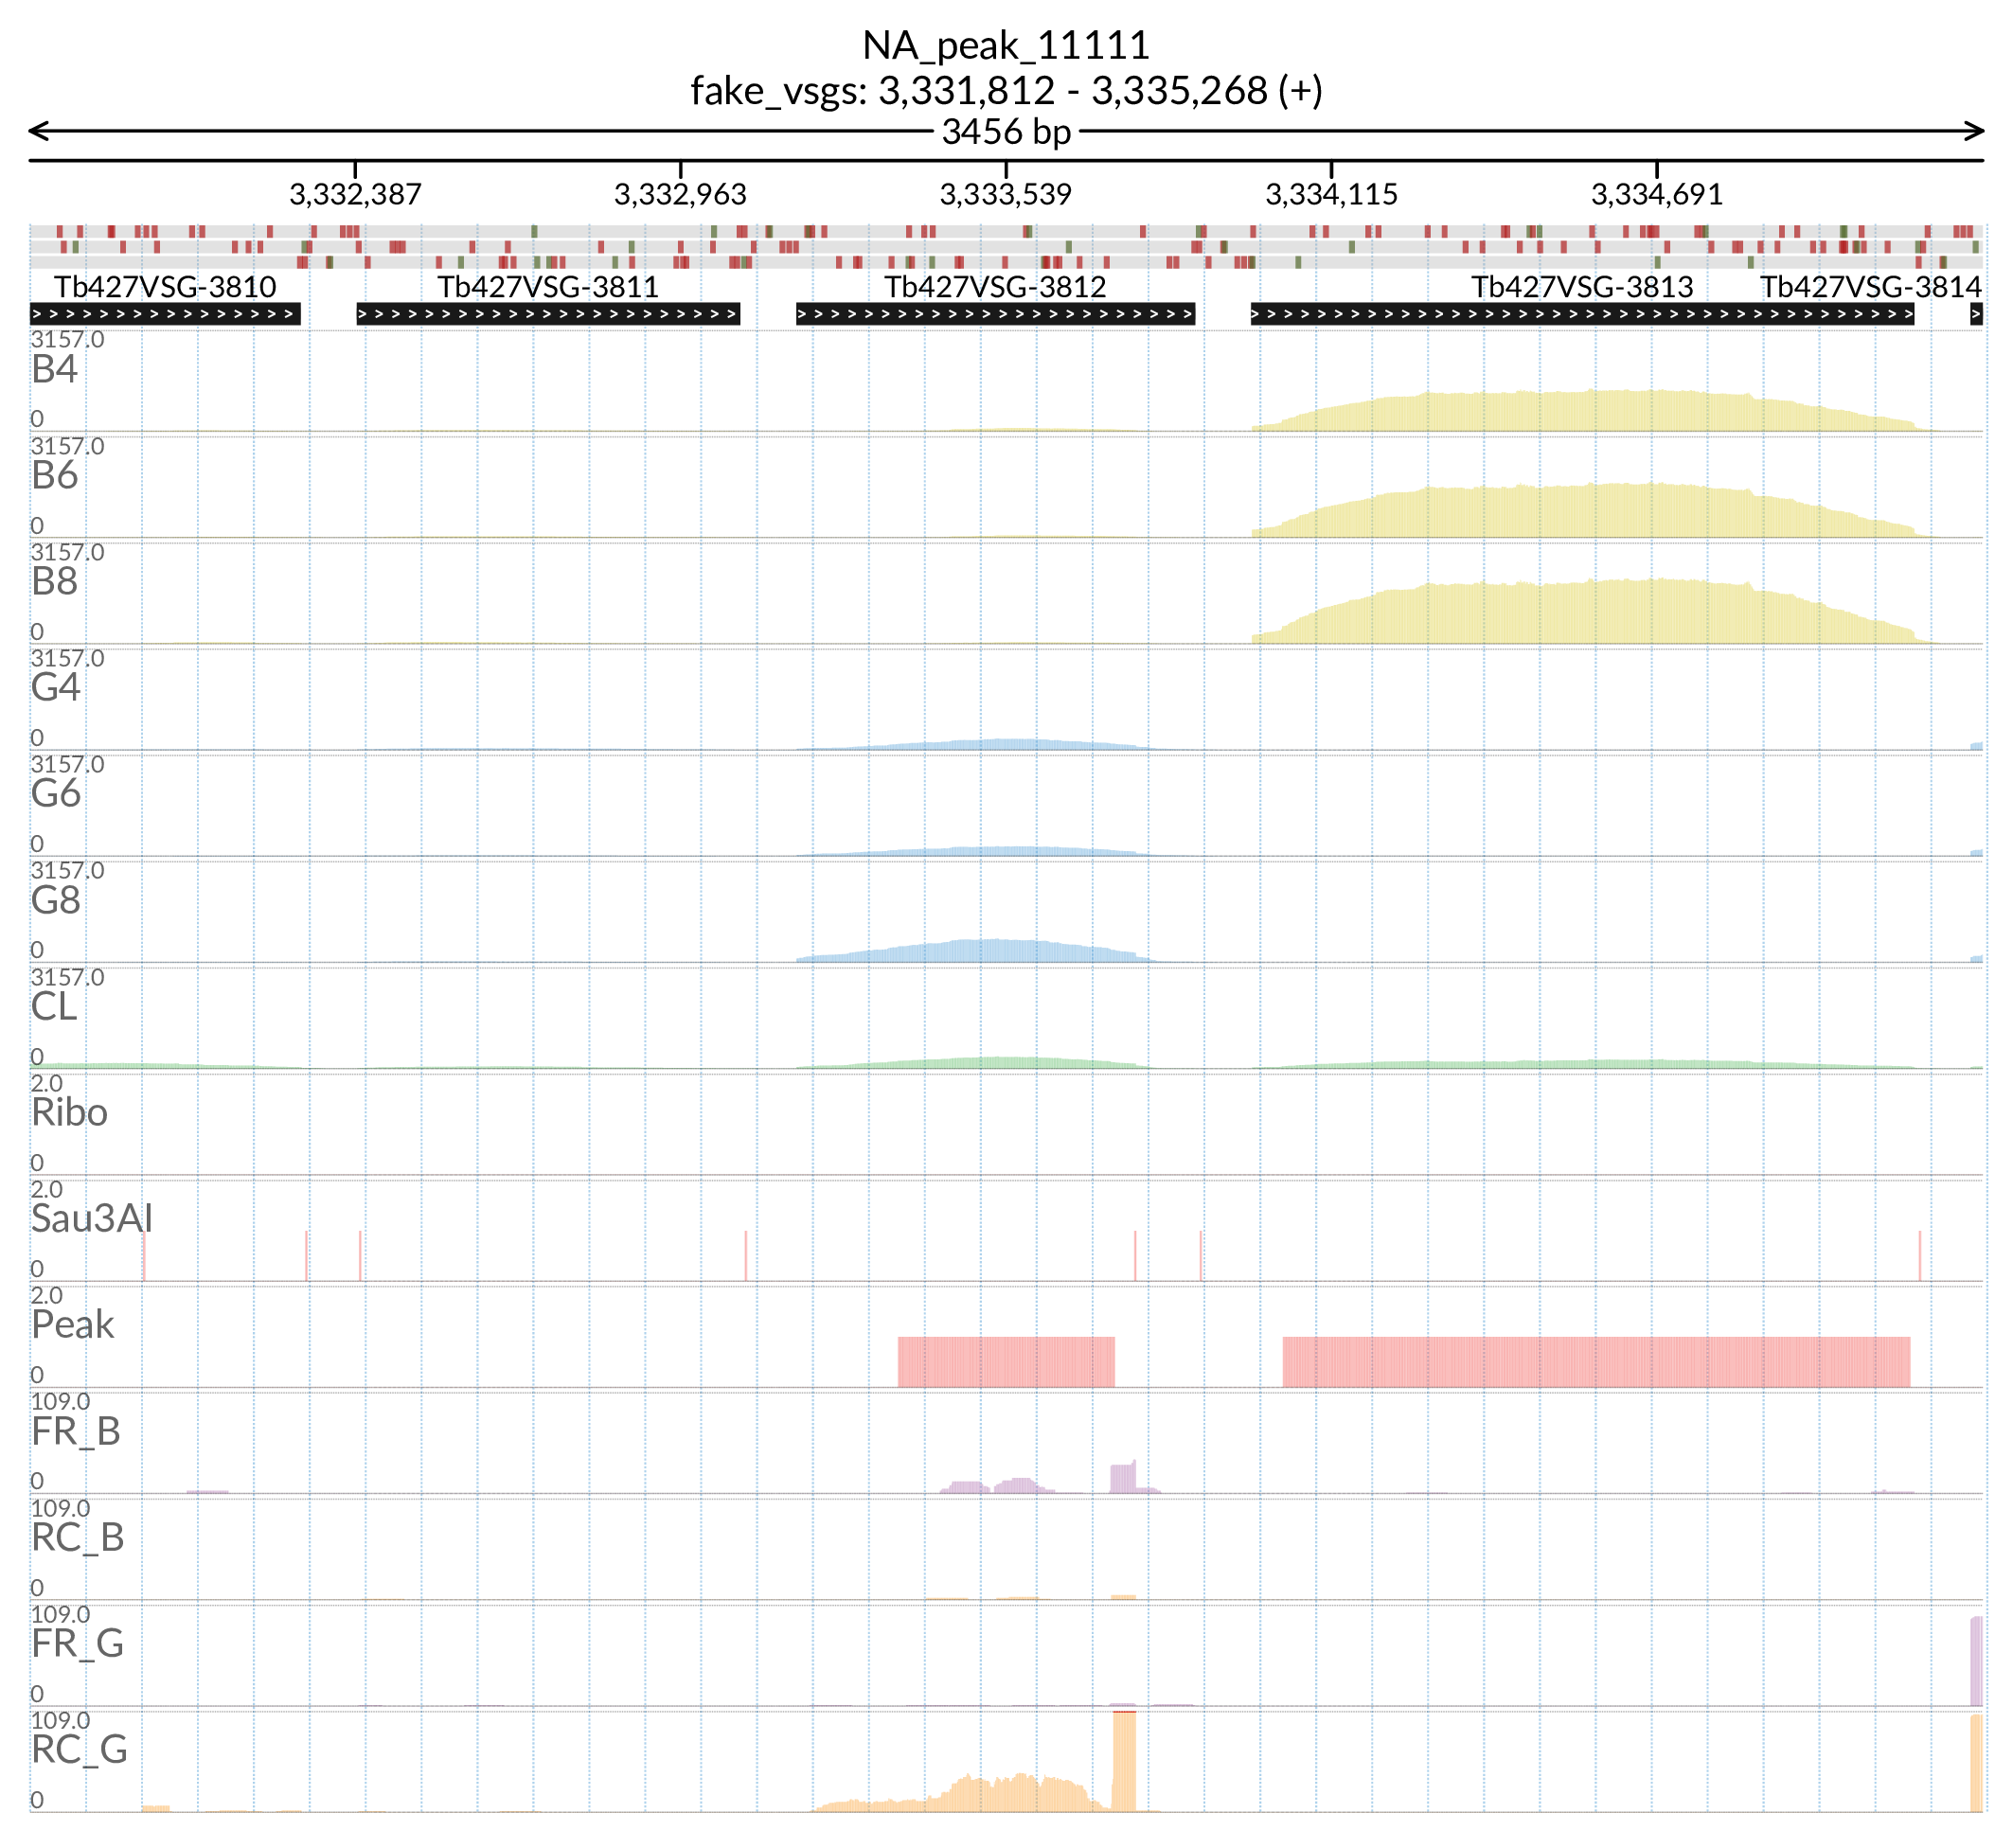 NA_peak_11111
fake_vsgs: 3,331,812 - 3,335,268 (+)
3456 bp
3,332,387 3,332,963 3,333,539 3,334,115 3,334,691
Tb427VSG-3810 Tb427VSG-3811 Tb427VSG-3812 Tb427VSG-3813 Tb427VSG-3814
3157.0
B4
0
3157.0
B6
0
3157.0
B8
0
3157.0
G4
0
3157.0
G6
0
3157.0
G8
0
3157.0
CL
0
2.0
Ribo
0
2.0
Sau3AI
0
2.0
Peak
0
109.0
FR_B
0
109.0
RC_B
0
109.0
FR_G
0
109.0
RC_G
0